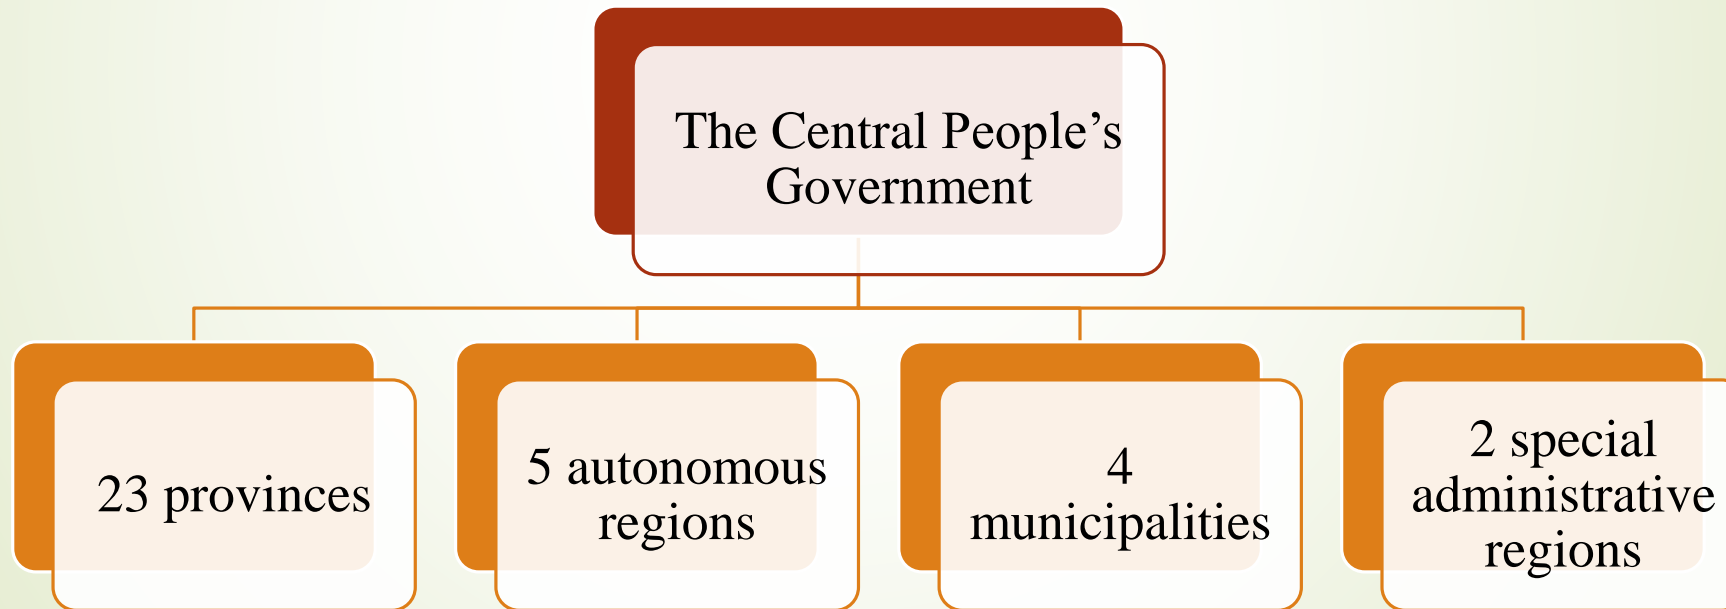 The Central People’s
Government
23 provinces
5 autonomous
regions
4
municipalities
2 special
administrative
regions